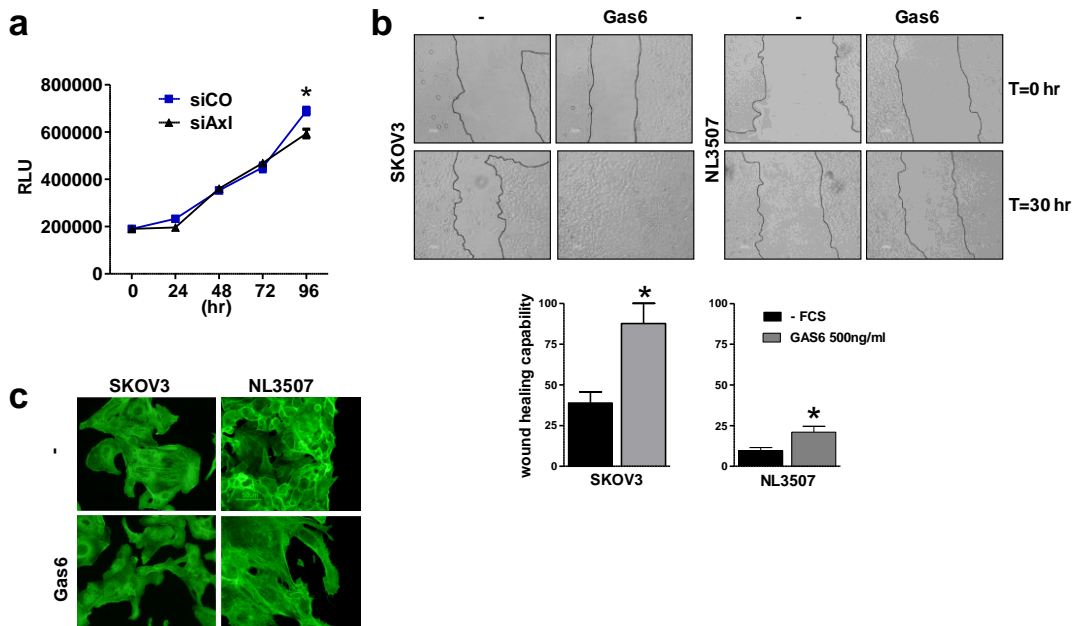 a
800000
600000
400000
200000
0
RLU
siCO
siAxl
*
0 24 48 72 96
(hr)
b
- Gas6 - Gas6
SKOV3
NL3507
T=0 hr
T=30 hr
wound healing capability
100
75
50
25
0
*
SKOV3
100
75
50
25
0
- FCS
GAS6 500ng/ml
*
NL3507
c
SKOV3 NL3507
-
Gas6